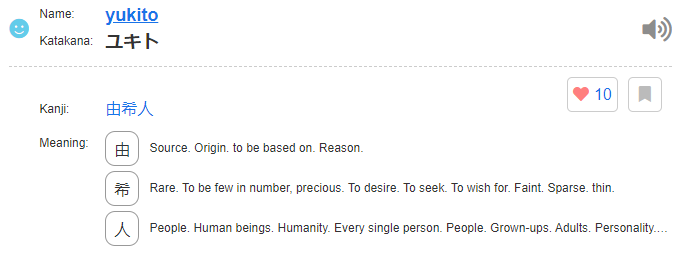 Name: yukito
Katakana: ユキト
10
Kanji: 由希人
Meaning:
由 Source. Origin. to be based on. Reason.
希 Rare. To be few in number, precious. To desire. To seek. To wish for. Faint. Sparse. thin.
人 People. Human beings. Humanity. Every single person. People. Grown-ups. Adults. Personality....